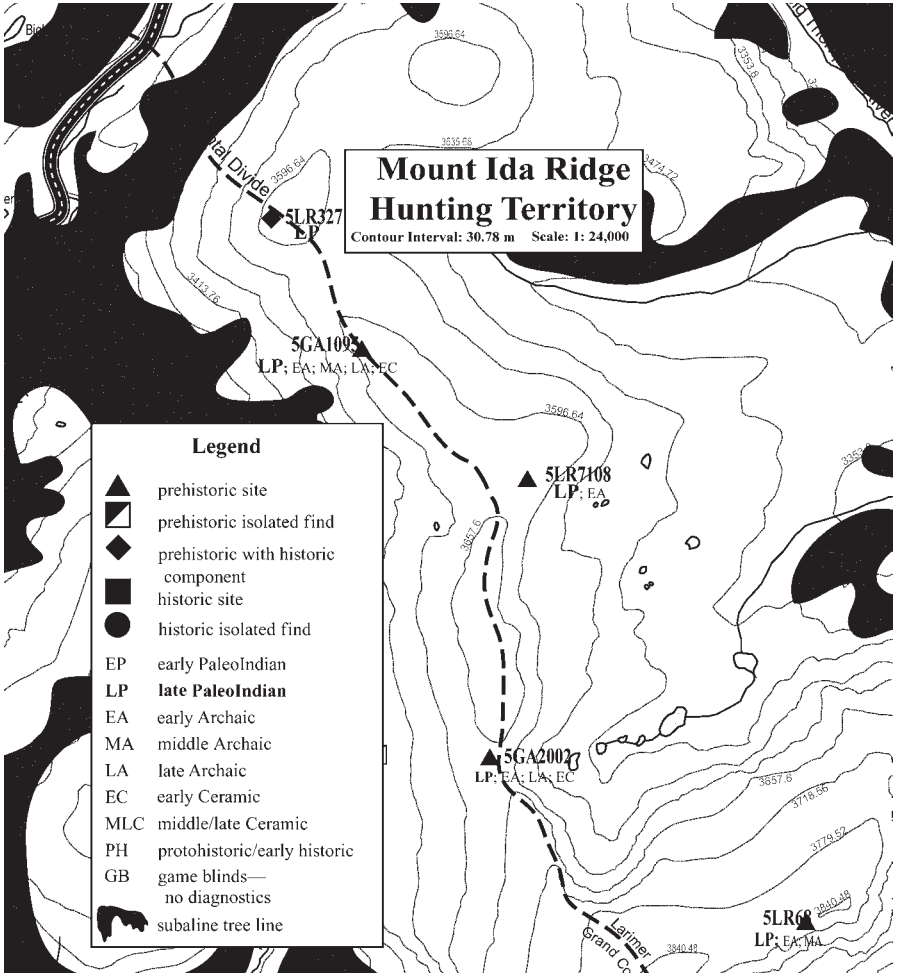 3596.64
3353.6
3535.68
3474.72
ntal Divide
3596.64
Mount Ida Ridge
Hunting Territory
Contour Interval: 30.78 m Scale: 1: 24,000
5LR327
LP
3413.76
5GA1095
LP; EA; MA; LA; EC
3596.64
5LR7108
LP; EA
3657.6
5GA2002
LP; EA; LA; EC
3657.6
3718.56
3779.52
3840.48
5LR68
LP; EA, MA
Larimer
Grand Co
3840.48
Legend
prehistoric site
prehistoric isolated find
prehistoric with historic
component
historic site
historic isolated find
EP early PaleoIndian
LP late PaleoIndian
EA early Archaic
MA middle Archaic
LA late Archaic
EC early Ceramic
MLC middle/late Ceramic
PH protohistoric/early historic
GB game blinds—
no diagnostics
subaline tree line